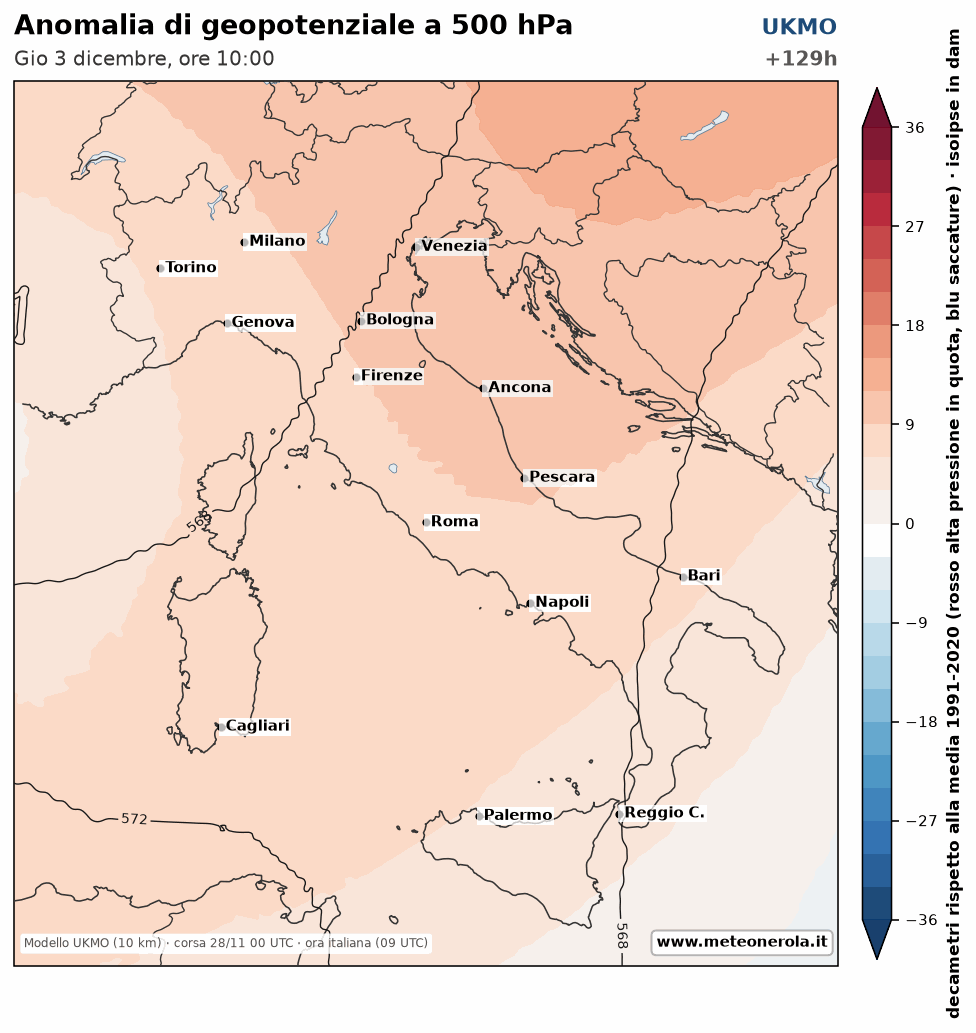 Anomalia di geopotenziale a 500 hPa
UKMO
Gio 3 dicembre, ore 10:00
+129h
Milano
Venezia
Torino
Genova
Bologna
Firenze
Ancona
Pescara
Roma
568
Bari
Napoli
Cagliari
572
Palermo
Reggio C.
568
Modello UKMO (10 km) · corsa 28/11 00 UTC · ora italiana (09 UTC)
www.meteonerola.it
36
27
18
9
0
−9
−18
−27
−36
decametri rispetto alla media 1991-2020 (rosso alta pressione in quota, blu saccature) · isoipse in dam